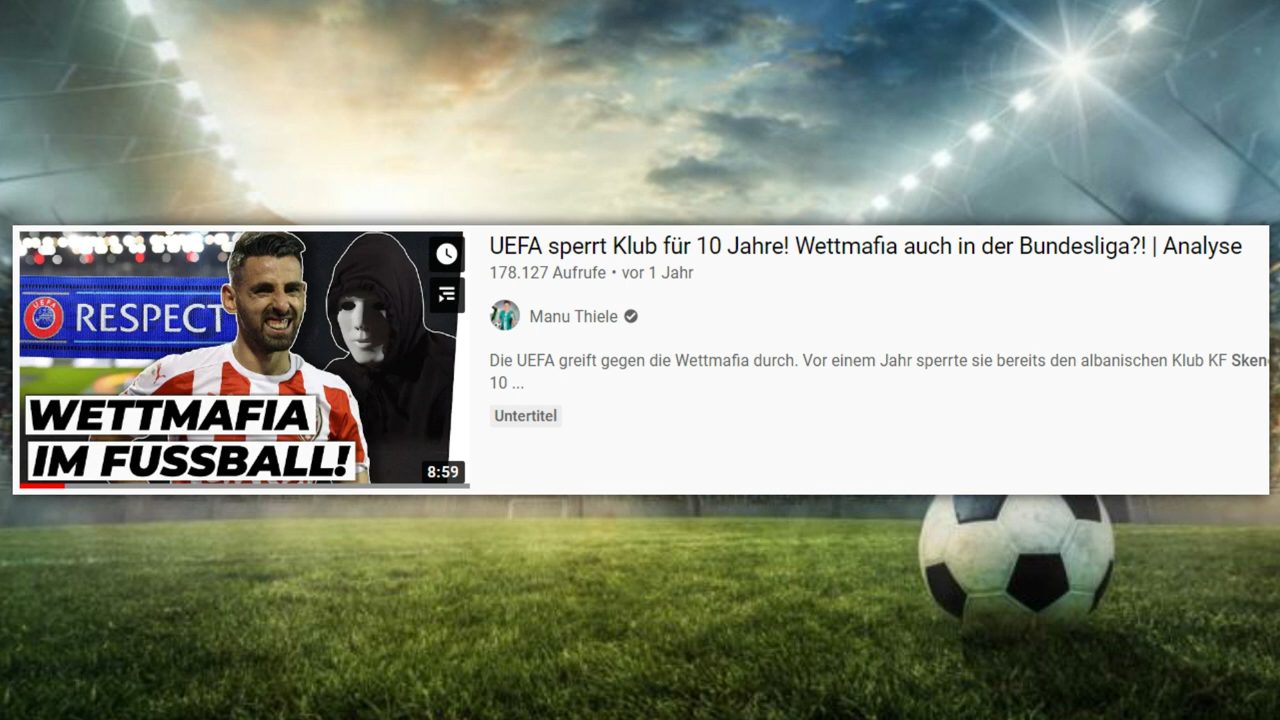 UEFA sperrt Klub für 10 Jahre! Wettmafia auch in der Bundesliga?! | Analyse
178.127 Aufrufe • vor 1 Jahr
Manu Thiele
Die UEFA greift gegen die Wettmafia durch. Vor einem Jahr sperrte sie bereits den albanischen Klub KF Sken
10 ...
Untertitel
UEFA
RESPECT
WETTMAFIA
IM FUSSBALL!
8:59